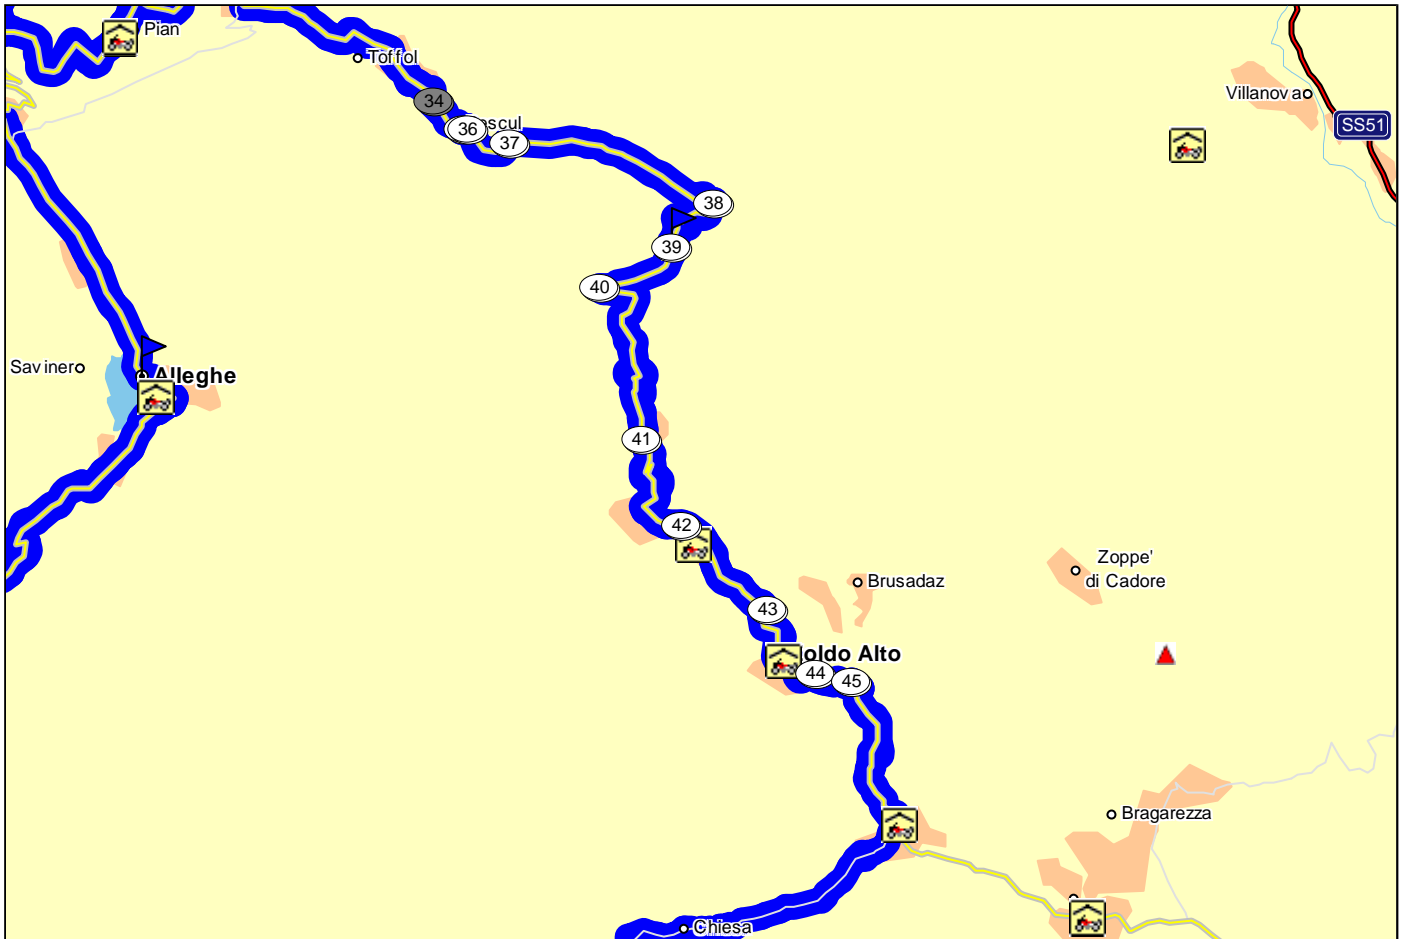 Pian
Toffol
34
Villanova
36
oscul
37
SS51
38
39
40
Savinero
Alleghe
41
42
Zoppe'
di Cadore
Brusadaz
43
oldo Alto
44
45
Bragarezza
Chiesa